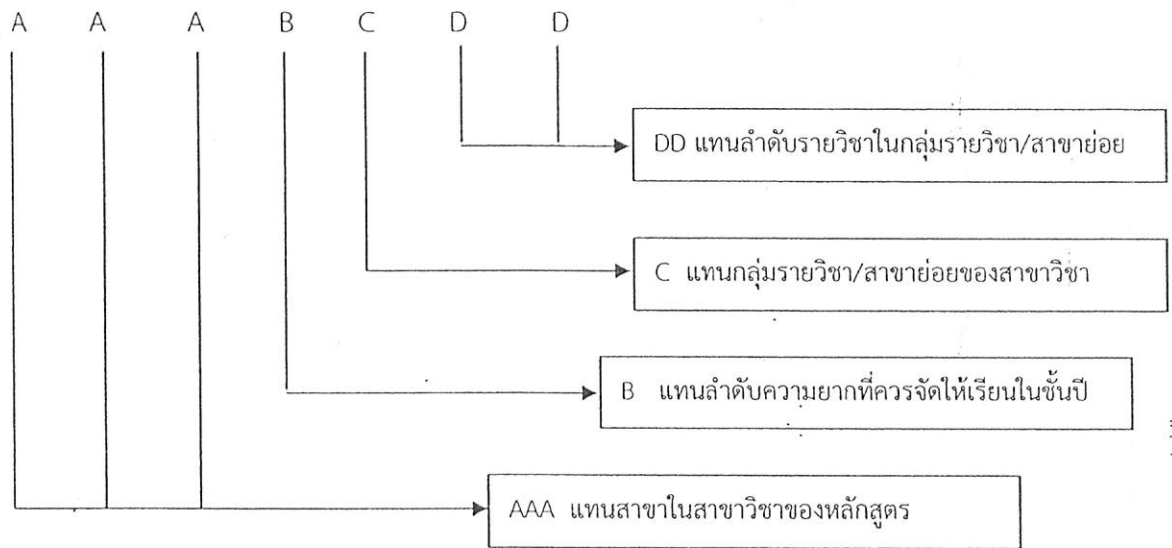 A A A B C D D
DD แทนลำดับรายวิชาในกลุ่มรายวิชา/สาขาย่อย
C แทนกลุ่มรายวิชา/สาขาย่อยของสาขาวิชา
B แทนลำดับความยากที่ควรจัดให้เรียนในชั้นปี
AAA แทนสาขาในสาขาวิชาของหลักสูตร